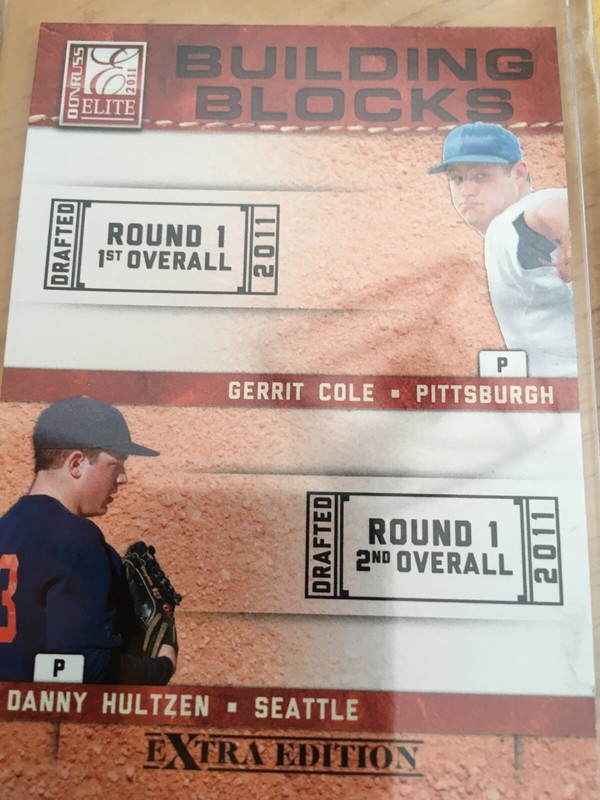 DONRUSS
E
2011
ELITE
BUILDING
BLOCKS
DRAFTED
ROUND 1
1ST OVERALL
2011
P
GERRIT COLE ▪ PITTSBURGH
DRAFTED
ROUND 1
2ND OVERALL
2011
3
P
DANNY HULTZEN ▪ SEATTLE
EXTRA EDITION